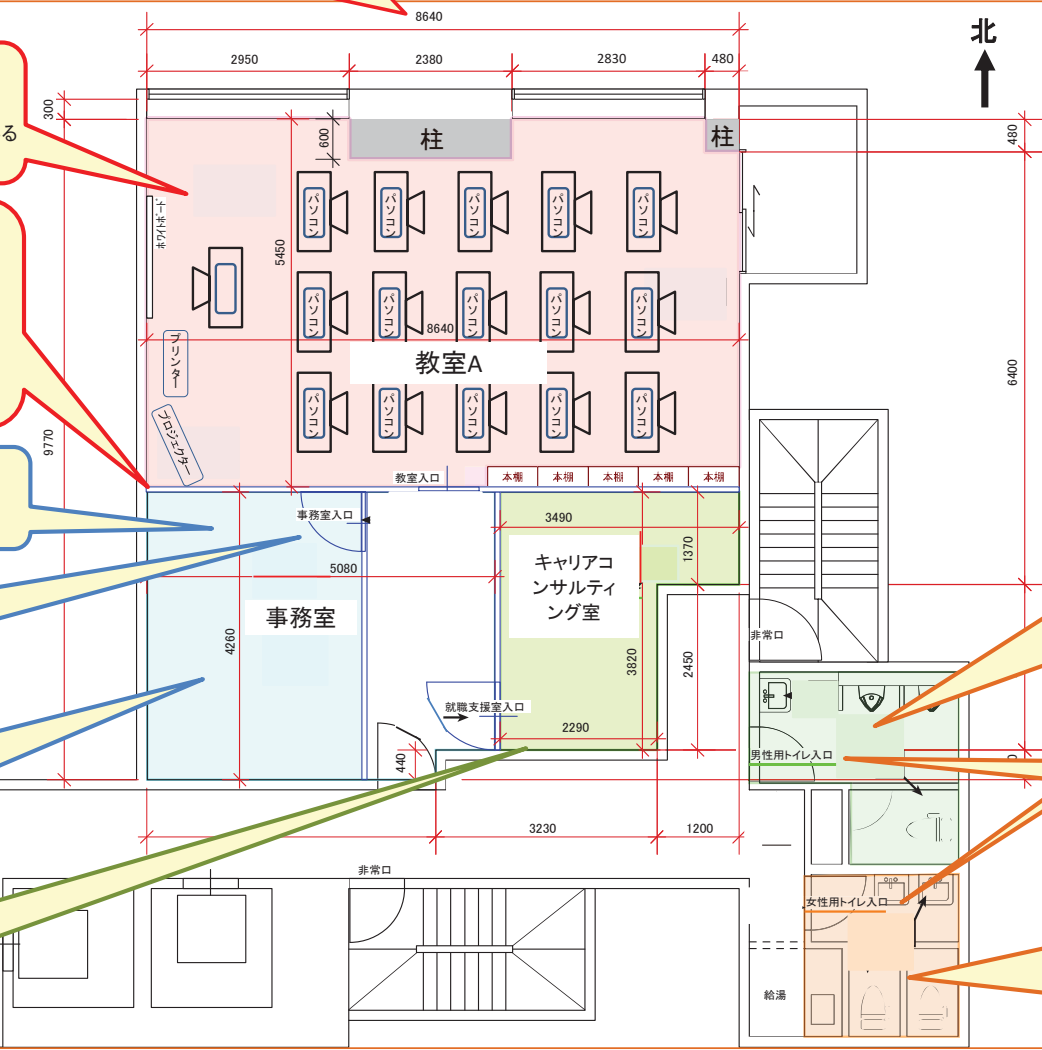 8640
北
2950
2380
2830
480
300
600
柱
柱
480
る
ホワイトボード
パソコン
パソコン
パソコン
パソコン
パソコン
5450
パソコン
パソコン
パソコン
パソコン
パソコン
8640
プリンター
教室A
6400
パソコン
パソコン
パソコン
パソコン
パソコン
プロジェクター
9770
教室入口
本棚
本棚
本棚
本棚
本棚
事務室入口
3490
1370
5080
キャリアコ
ンサルティ
ング室
事務室
4260
3820
2450
非常口
就職支援室入口
2290
440
男性用トイレ入口
3230
1200
非常口
女性用トイレ入口
給湯